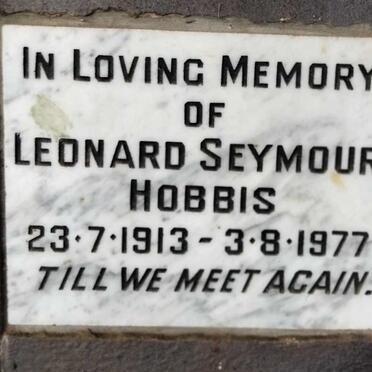 IN LOVING MEMORY
OF
LEONARD SEYMOUR
HOBBIS
23·7·1913 - 3·8·1977
TILL WE MEET AGAIN.